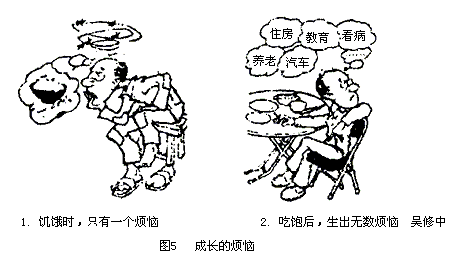 住房
教育
看病
养老
汽车
……
1. 饥饿时，只有一个烦恼
2. 吃饱后，生出无数烦恼 吴修中
图5 成长的烦恼